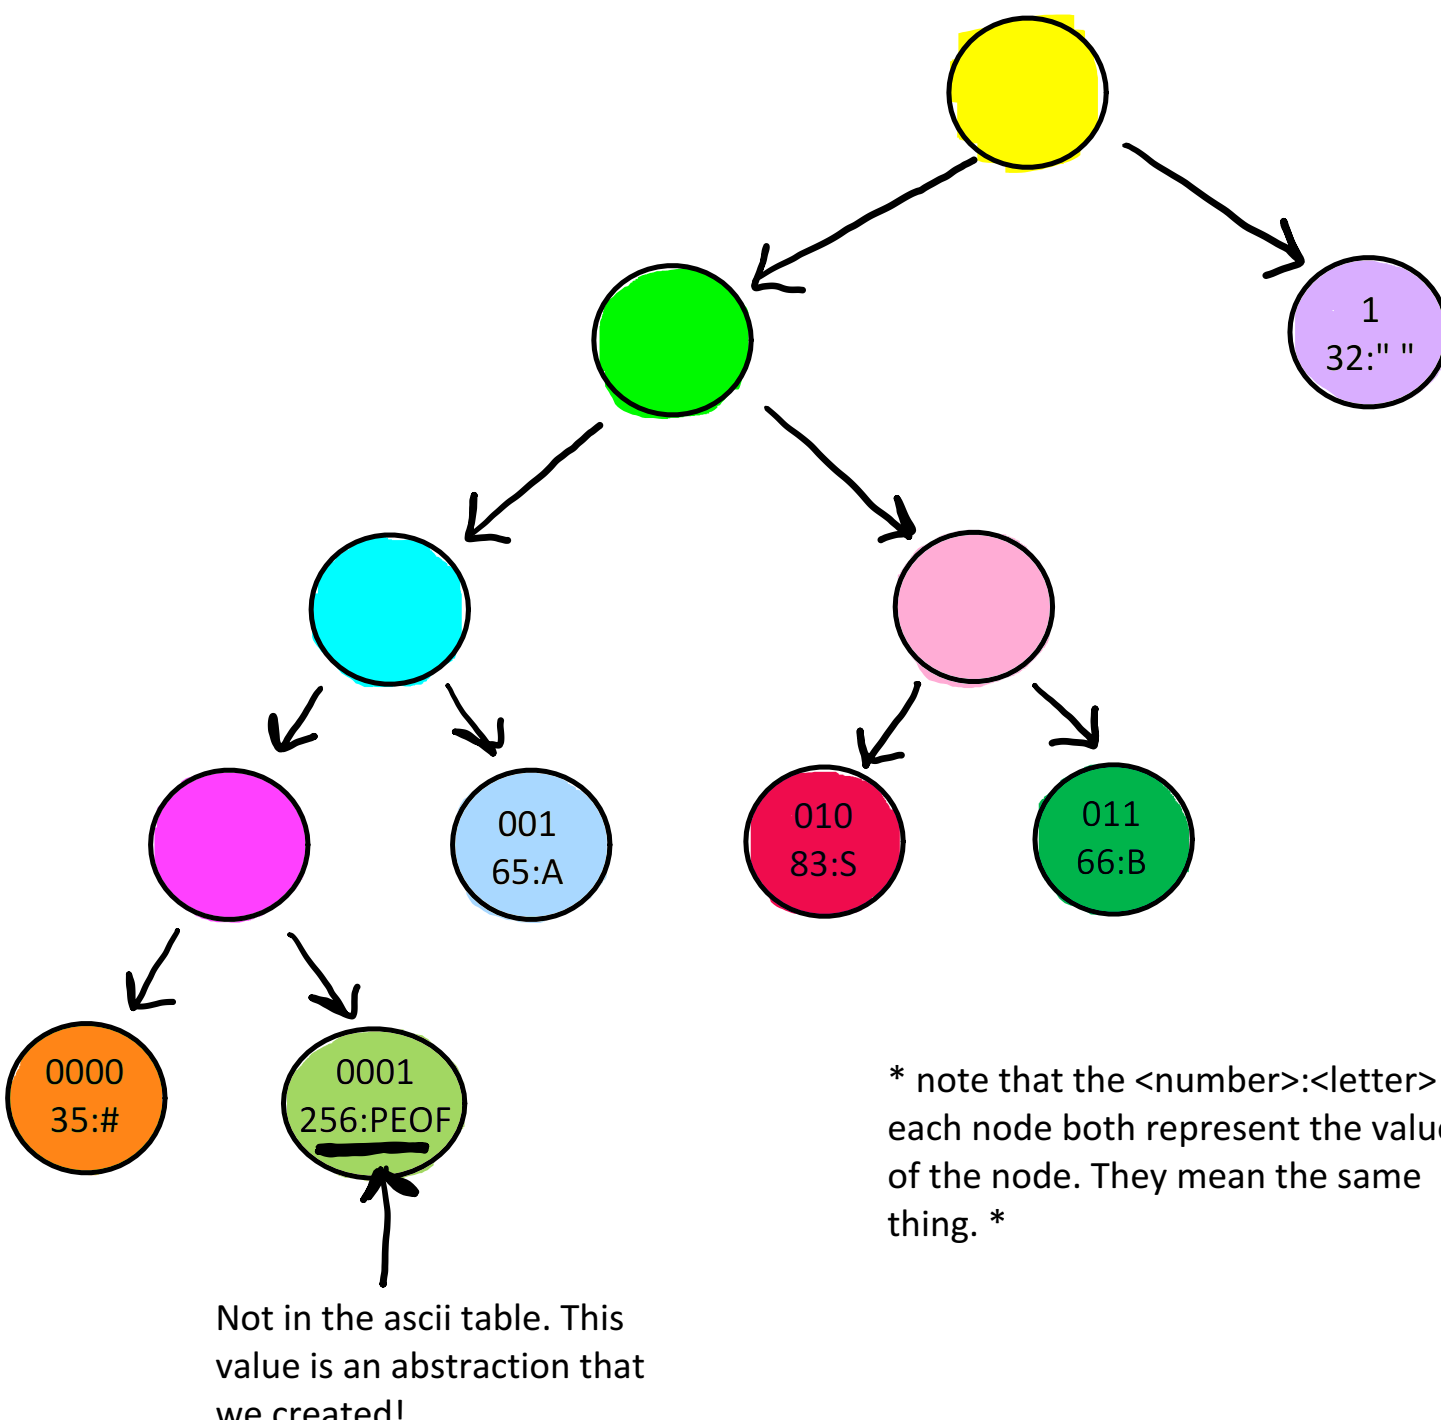 1
32:" "
001
65:A
010
83:S
011
66:B
0000
35:#
0001
256:PEOF
* note that the <number>:<letter>
each node both represent the
of the node. They mean the same
thing. *
Not in the ascii table. This
value is an abstraction that
we created!